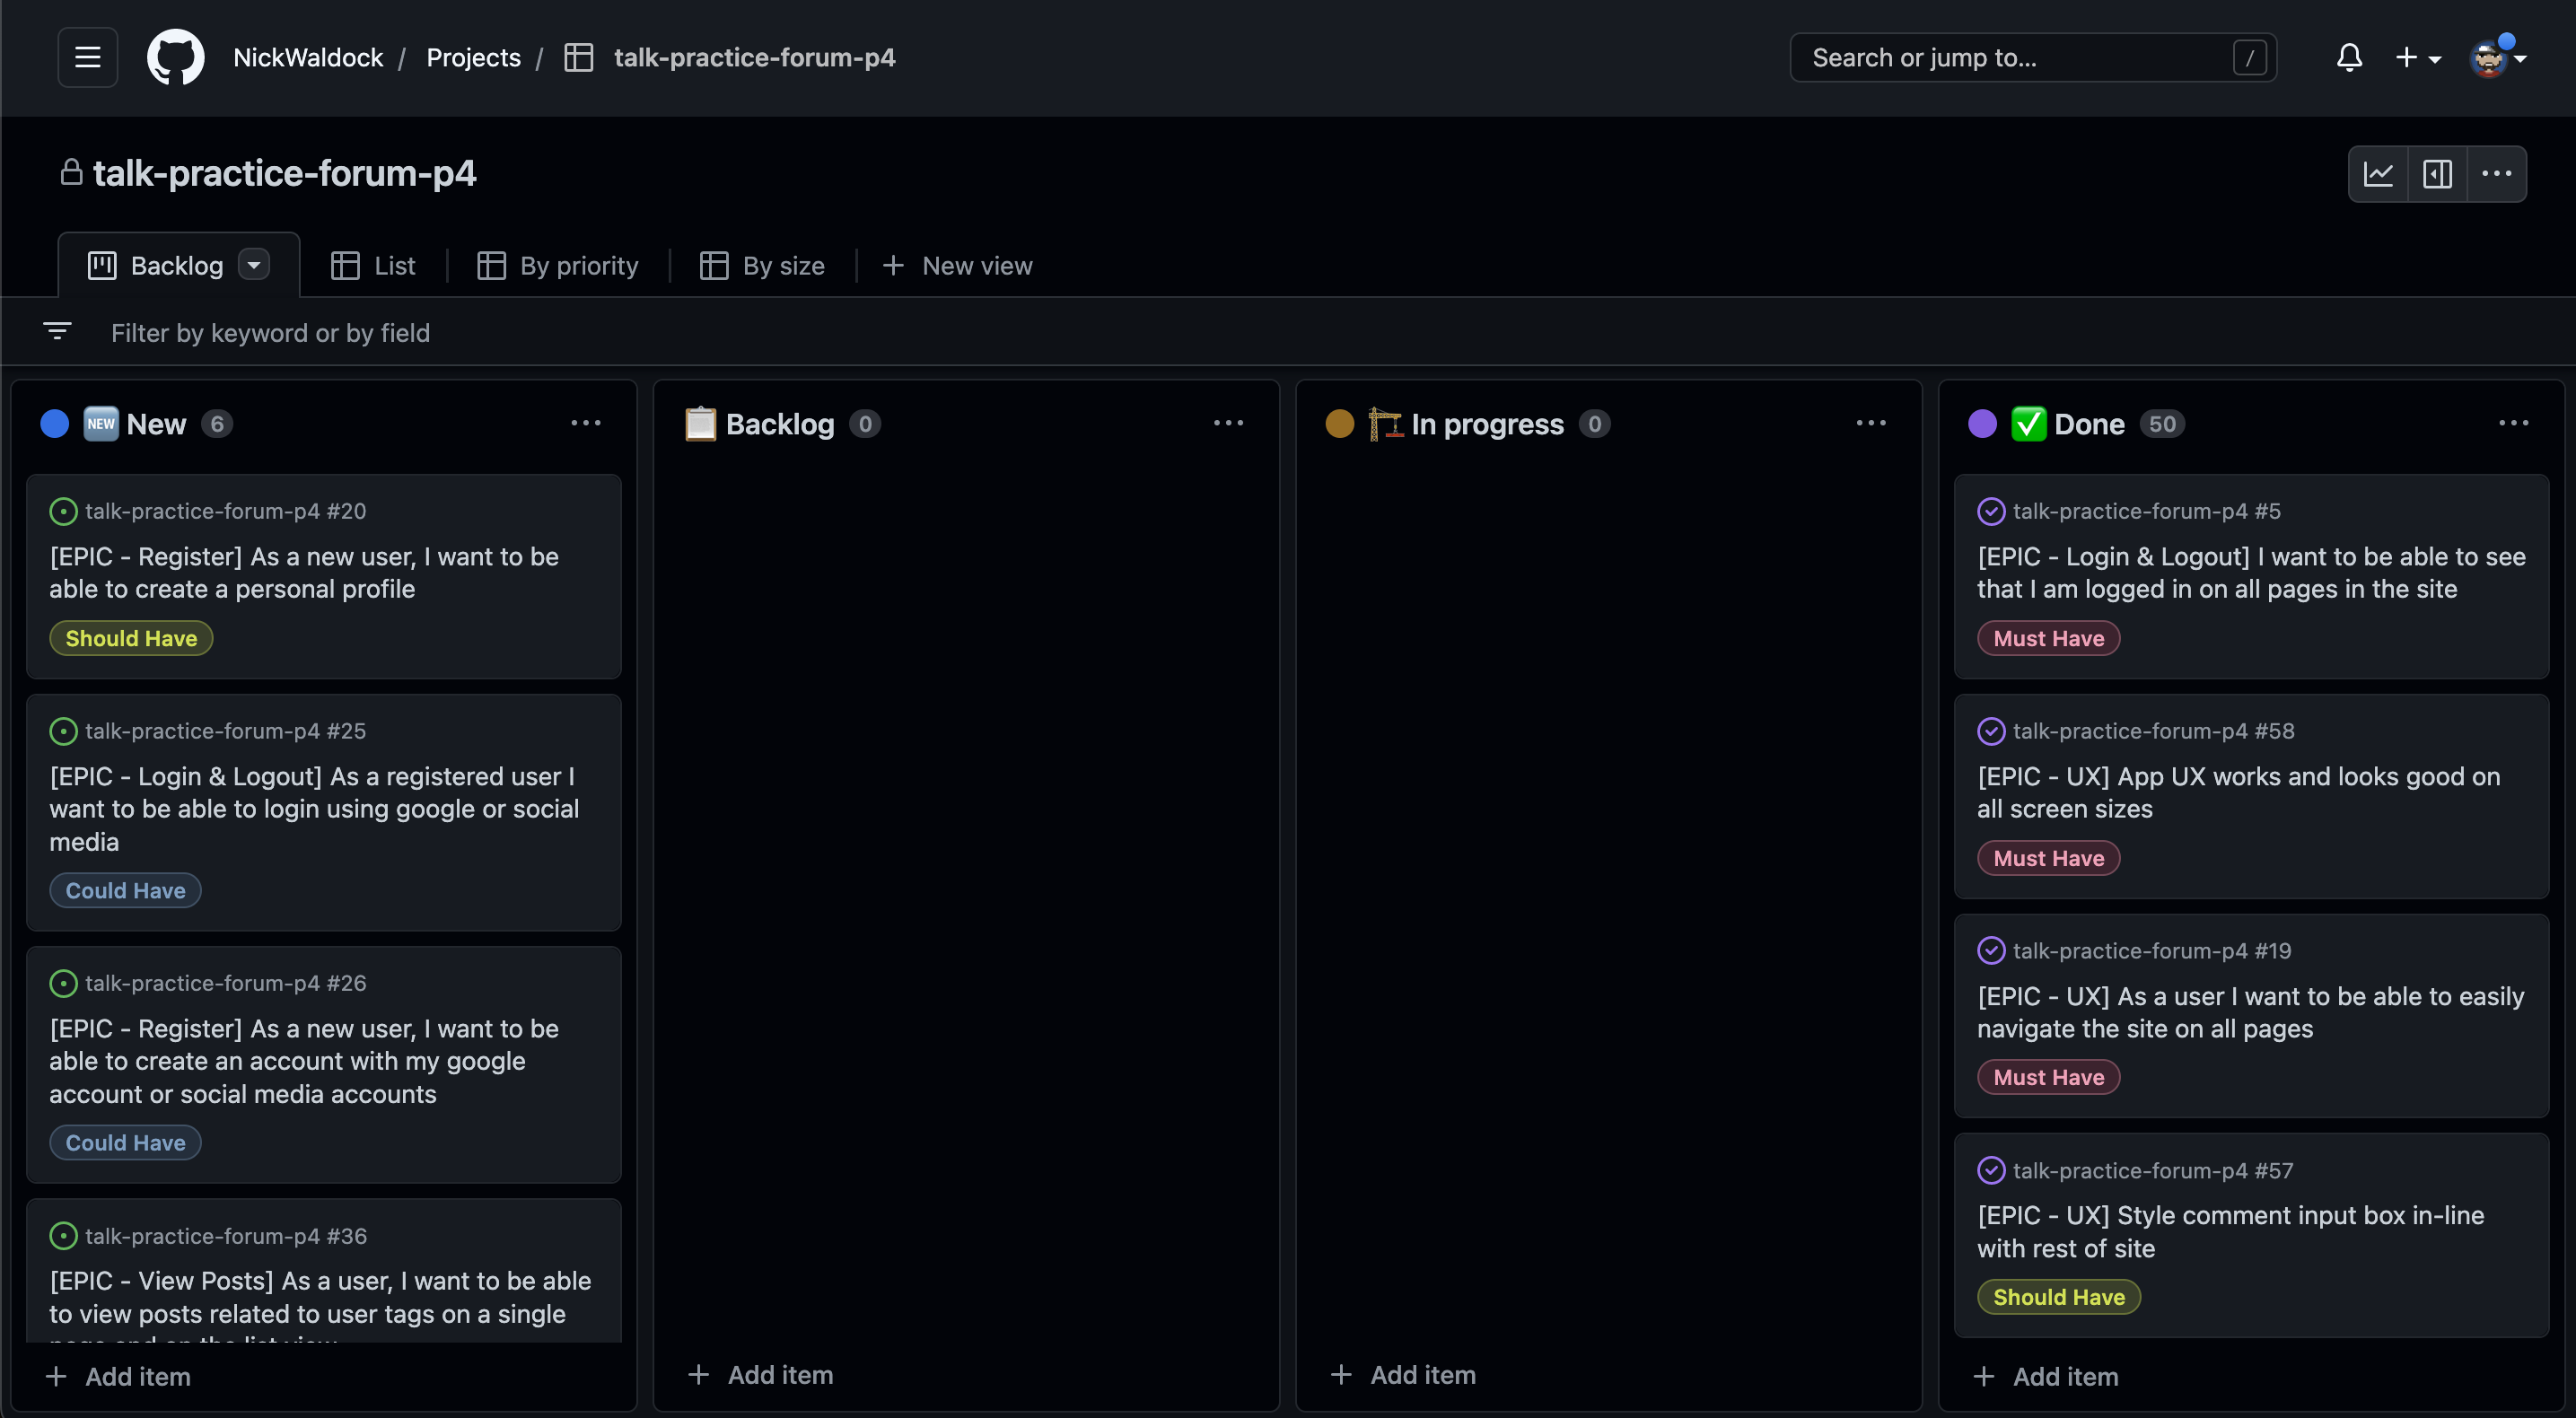 NickWaldock / Projects / talk-practice-forum-p4
Search or jump to... /
talk-practice-forum-p4
Backlog
List
By priority
By size
New view
Filter by keyword or by field
NEW New 6
talk-practice-forum-p4 #20
[EPIC - Register] As a new user, I want to be
able to create a personal profile
Should Have
talk-practice-forum-p4 #25
[EPIC - Login & Logout] As a registered user I
want to be able to login using google or social
media
Could Have
talk-practice-forum-p4 #26
[EPIC - Register] As a new user, I want to be
able to create an account with my google
account or social media accounts
Could Have
talk-practice-forum-p4 #36
[EPIC - View Posts] As a user, I want to be able
to view posts related to user tags on a single
page and on the list view
Add item
Backlog 0
Add item
In progress 0
Add item
Done 50
talk-practice-forum-p4 #5
[EPIC - Login & Logout] I want to be able to see
that I am logged in on all pages in the site
Must Have
talk-practice-forum-p4 #58
[EPIC - UX] App UX works and looks good on
all screen sizes
Must Have
talk-practice-forum-p4 #19
[EPIC - UX] As a user I want to be able to easily
navigate the site on all pages
Must Have
talk-practice-forum-p4 #57
[EPIC - UX] Style comment input box in-line
with rest of site
Should Have
Add item